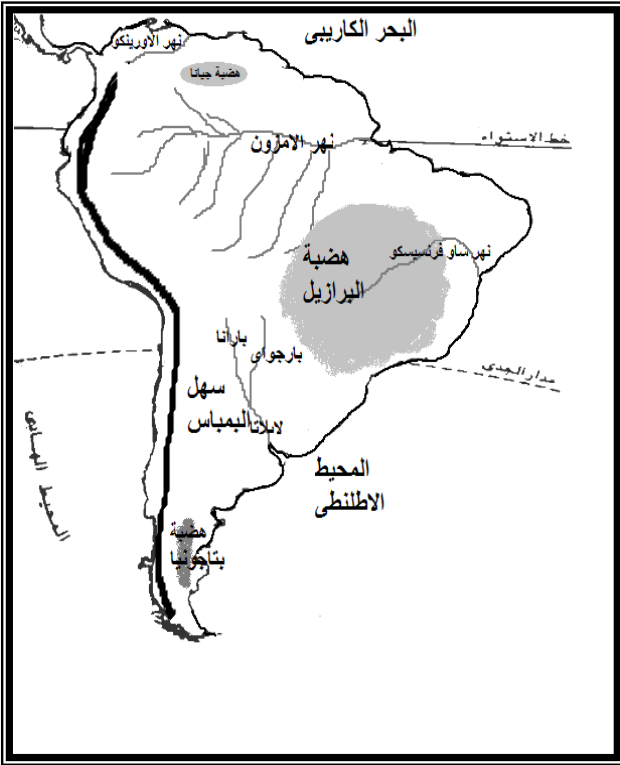 البحر الكاريبى
نهر الاورينكو
هضبة جيانا
خط الاستواء
نهر الامازون
هضبة
البرازيل
نهر ساو فرنسيسكو
بارانا
بارجواى
مدار الجدى
سهل
البمباس
لابلاتا
المحيط الهادى
المحيط
الاطلنطى
هضبة
بتاجونيا